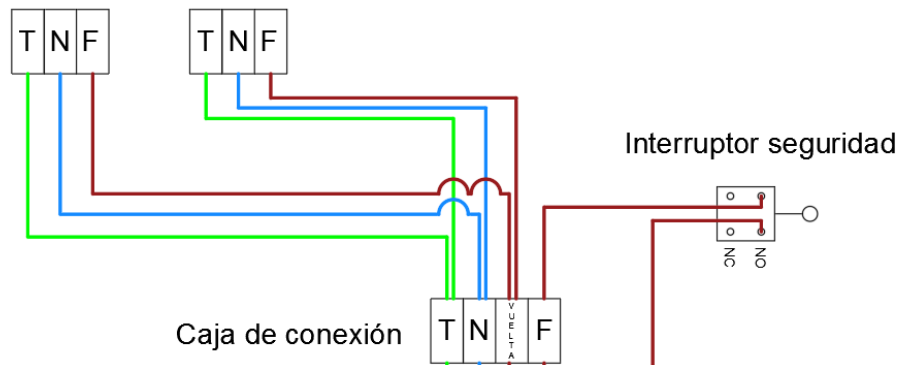 T N F T N F
Interruptor seguridad
NC NO
Caja de conexión
T N VUELTA F